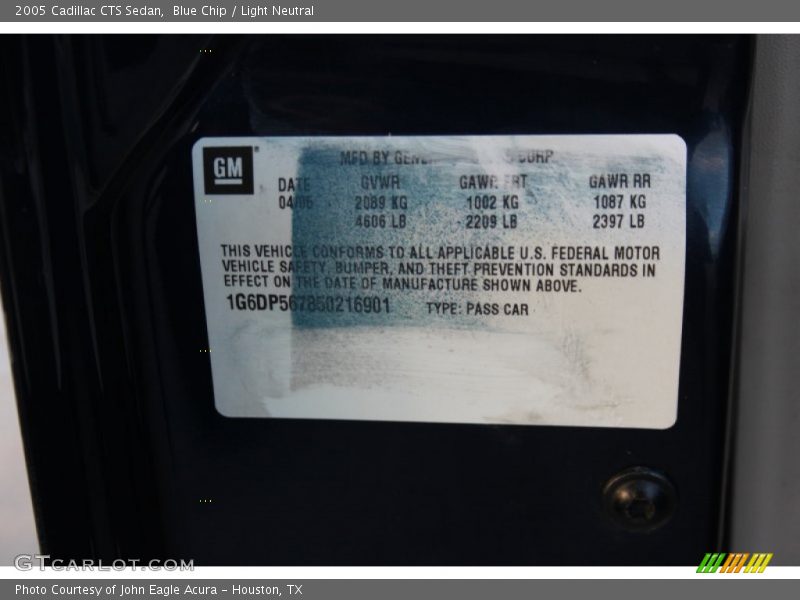 2005 Cadillac CTS Sedan, Blue Chip / Light Neutral
GM
MFD BY CORP
DATE GVWR GAWR FRT GAWR RR
2089 KG 1002 KG 1087 KG
4606 LB 2209 LB 2397 LB
THIS VEHICLE CONFORMS TO ALL APPLICABLE U.S. FEDERAL MOTOR
VEHICLE SAFETY, BUMPER, AND THEFT PREVENTION STANDARDS IN
EFFECT ON THE DATE OF MANUFACTURE SHOWN ABOVE.
1G6DP567850216901 TYPE: PASS CAR
GTCARLOT.COM
Photo Courtesy of John Eagle Acura - Houston, TX